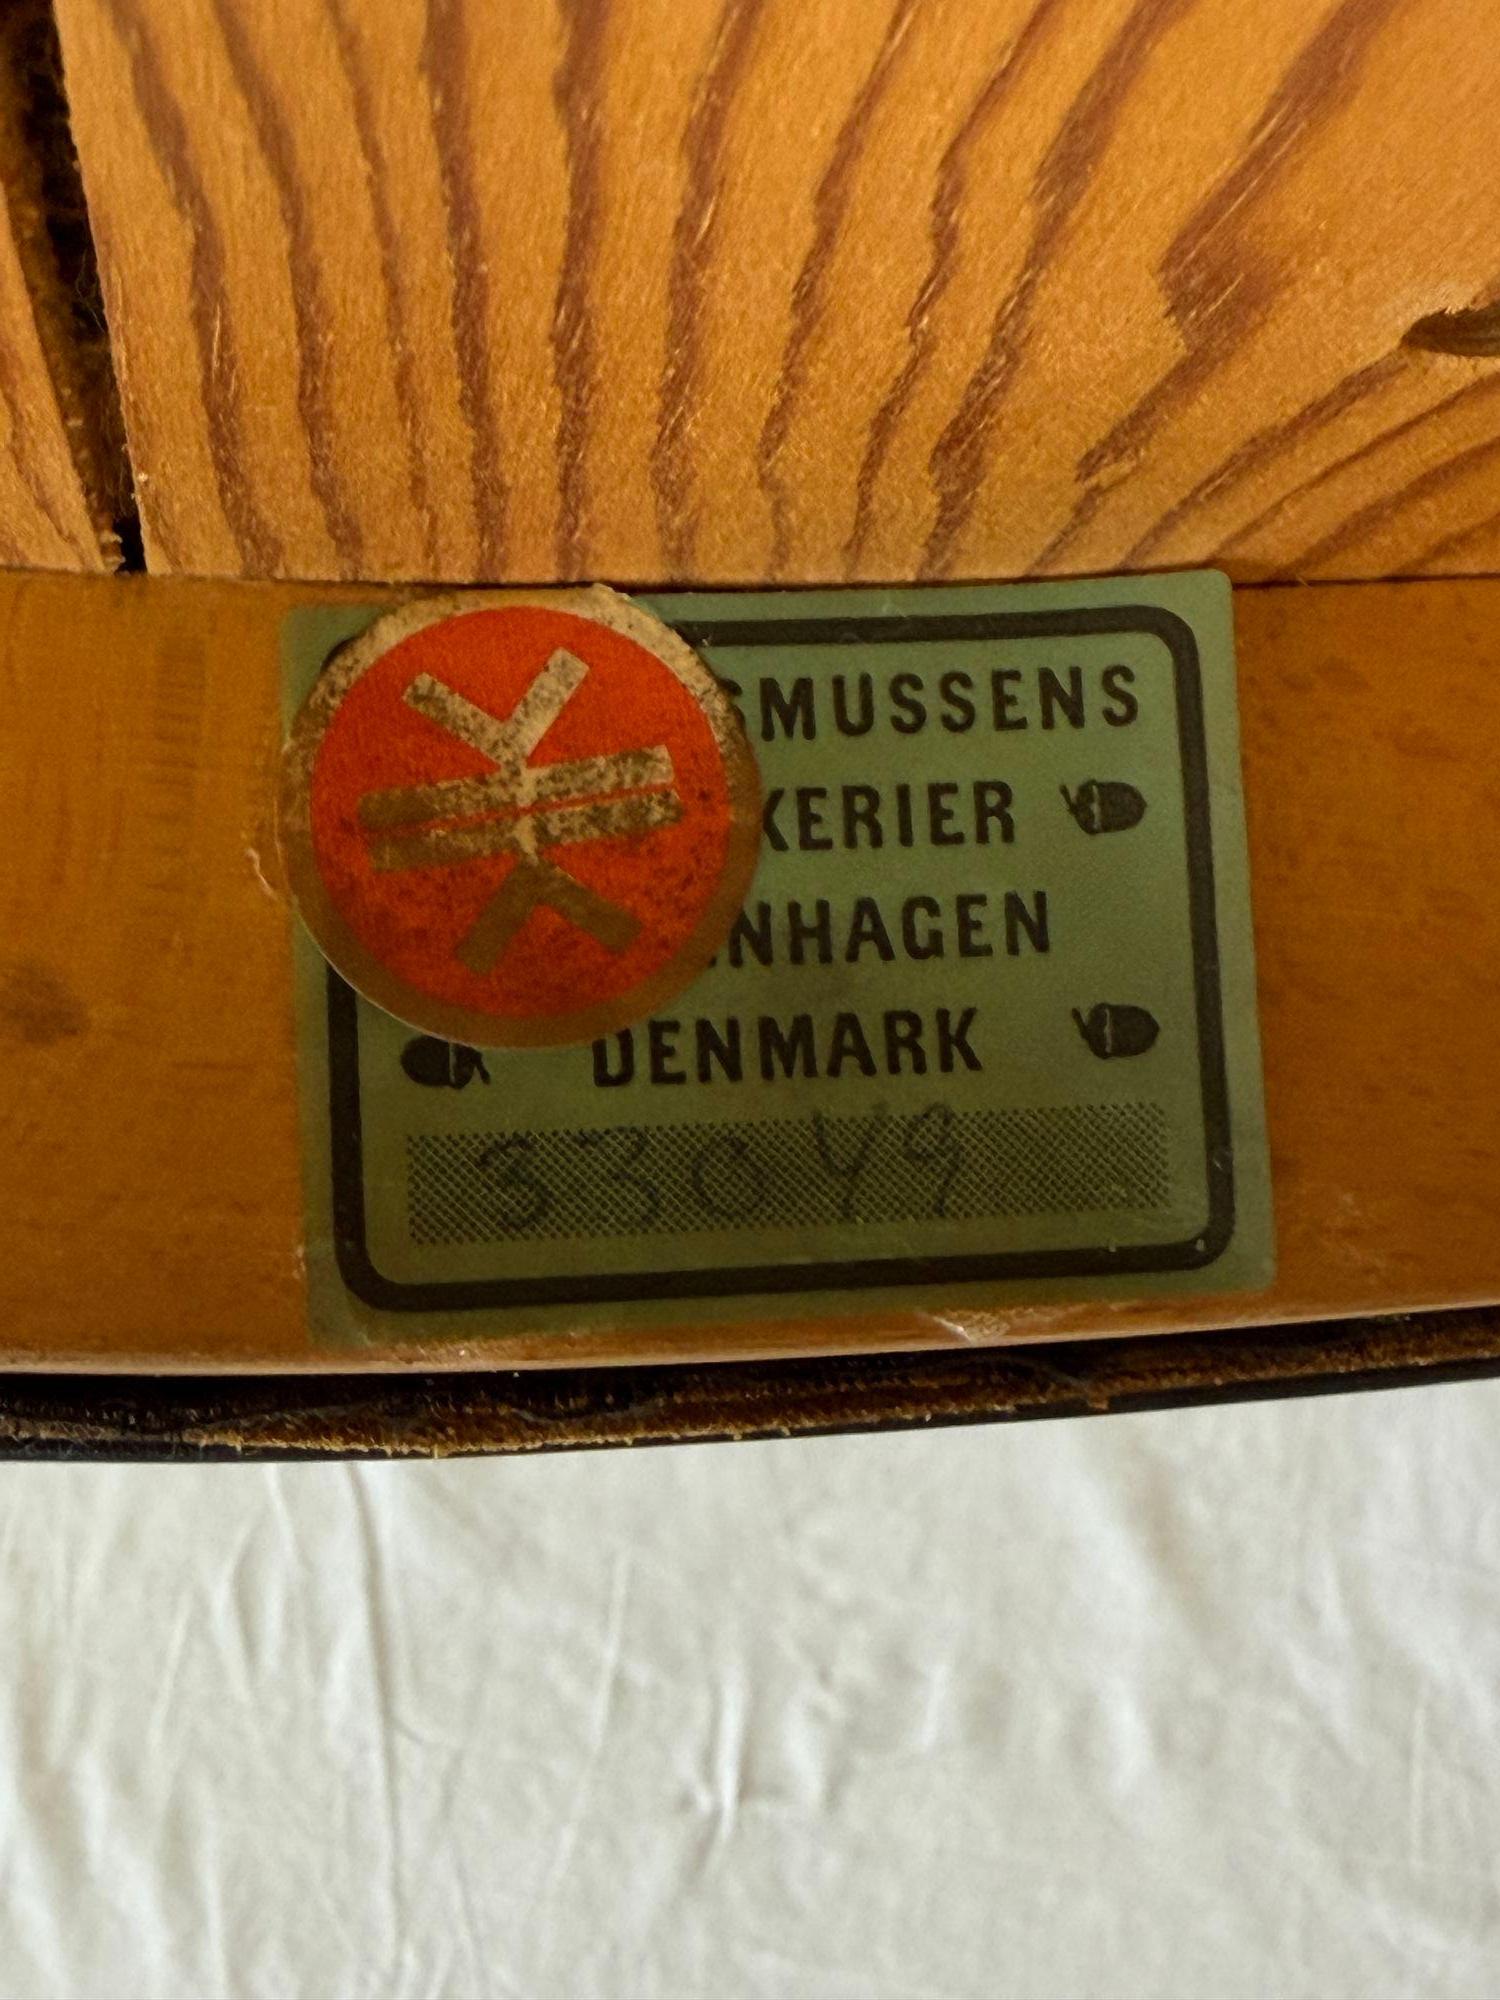 SMUSSENS
KERIER
NHAGEN
DENMARK
33049